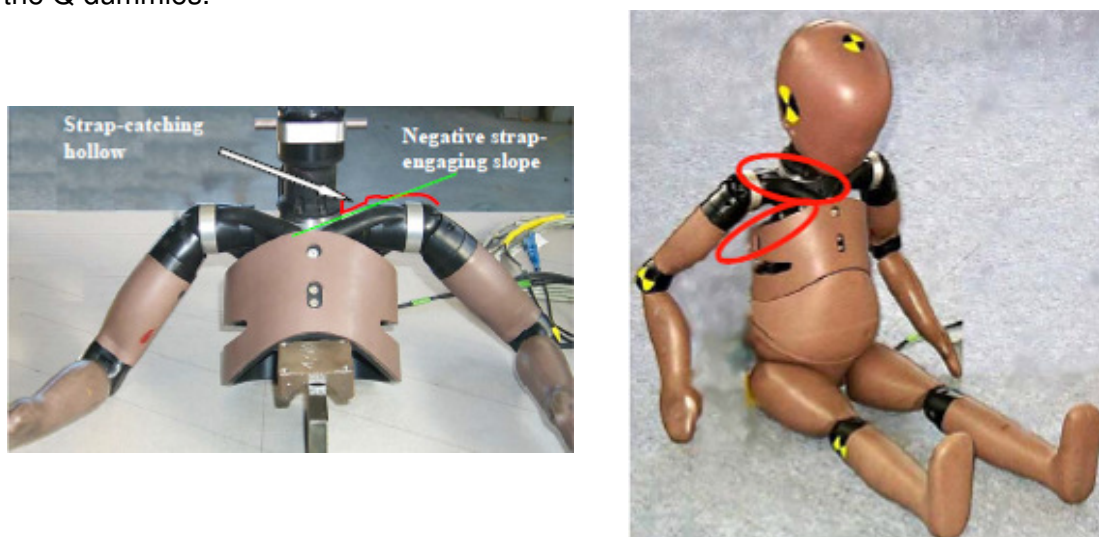 the Q dummies.
Strap-catching
hollow
Negative strap-
engaging slope